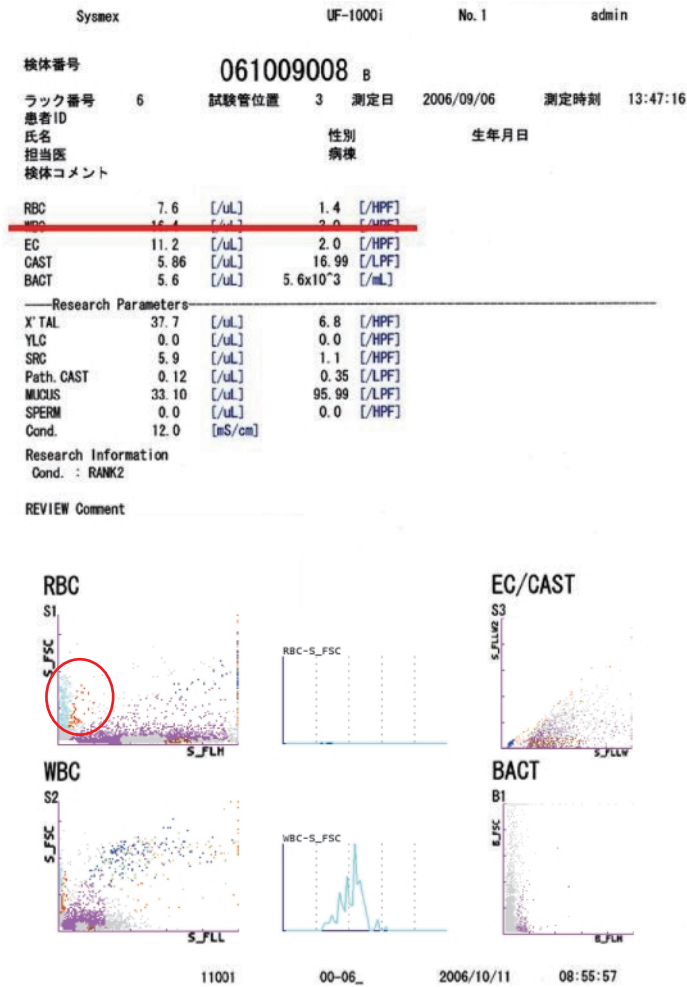 Sysmex UF-1000i No. 1 admin
検体番号 061009008 B
ラック番号 6 試験管位置 3 測定日 2006/09/06 測定時刻 13:47:16
患者ID
氏名 性別 生年月日
担当医 病棟
検体コメント
RBC 7.6 [/uL] 1.4 [/HPF]
EC 11.2 [/uL] 2.0 [/HPF]
CAST 5.86 [/uL] 16.99 [/LPF]
BACT 5.6 [/uL] 5.6x10^3 [/mL]
----Research Parameters----
X'TAL 37.7 [/uL] 6.8 [/HPF]
YLC 0.0 [/uL] 0.0 [/HPF]
SRC 5.9 [/uL] 1.1 [/HPF]
Path.CAST 0.12 [/uL] 0.35 [/LPF]
MUCUS 33.10 [/uL] 95.99 [/LPF]
SPERM 0.0 [/uL] 0.0 [/HPF]
Cond. 12.0 [mS/cm]
Research Information
Cond. : RANK2
REVIEW Comment
RBC
S1
S_FSC
S_FLH
RBC-S_FSC
EC/CAST
S3
S_FLLW2
S_FLLW
WBC
S2
S_FSC
S_FLL
WBC-S_FSC
BACT
B1
B_FSC
B_FLH
11001 00-06_ 2006/10/11 08:55:57